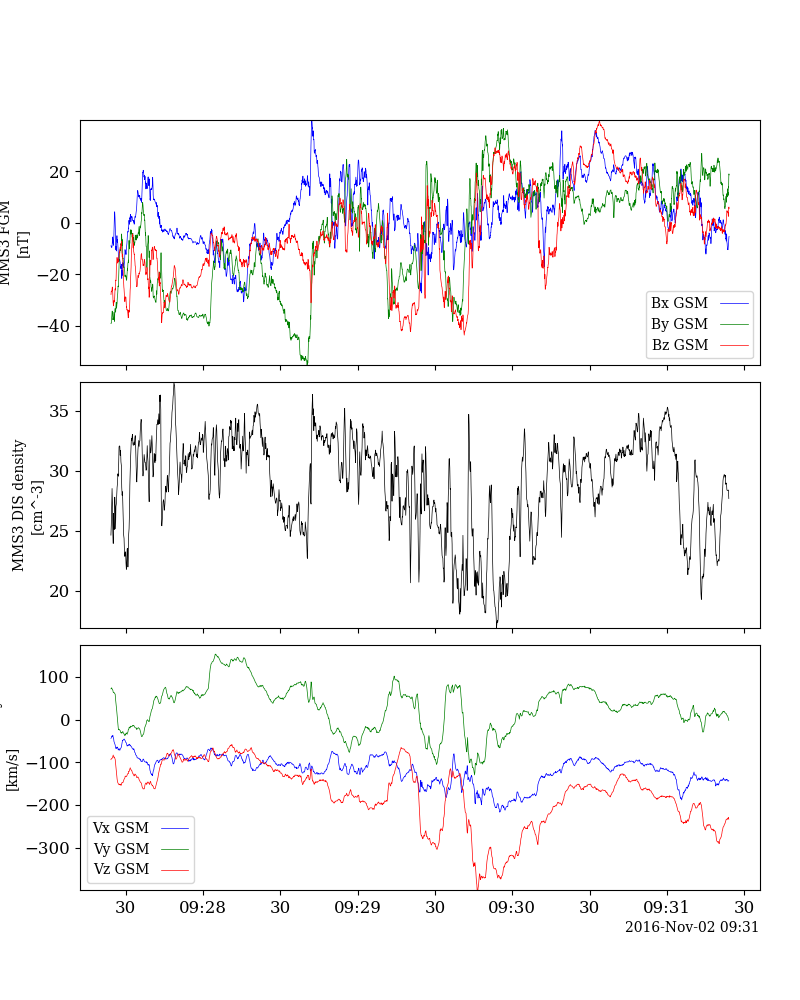 20
0
−20
−40
MMS3 FGM
[nT]
Bx GSM
By GSM
Bz GSM
35
30
25
20
MMS3 DIS density
[cm^-3]
100
0
−100
−200
−300
[km/s]
Vx GSM
Vy GSM
Vz GSM
30 09:28 30 09:29 30 09:30 30 09:31 30
2016-Nov-02 09:31